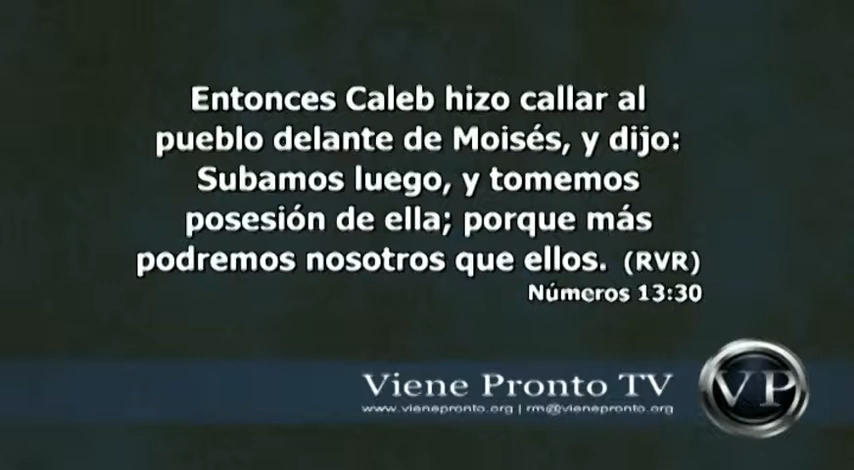 Entonces Caleb hizo callar al
pueblo delante de Moisés, y dijo:
Subamos luego, y tomemos
posesión de ella; porque más
podremos nosotros que ellos. (RVR)
Números 13:30
Viene Pronto TV
www.vienepronto.org | rm@vienepronto.org
VP